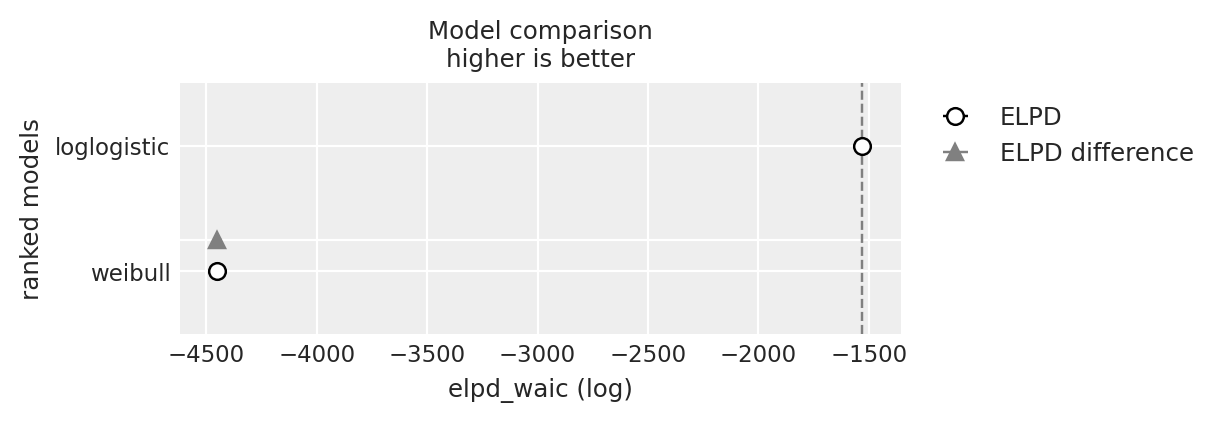 Model comparison
higher is better
ranked models
loglogistic
weibull
−4500 −4000 −3500 −3000 −2500 −2000 −1500
elpd_waic (log)
ELPD
ELPD difference